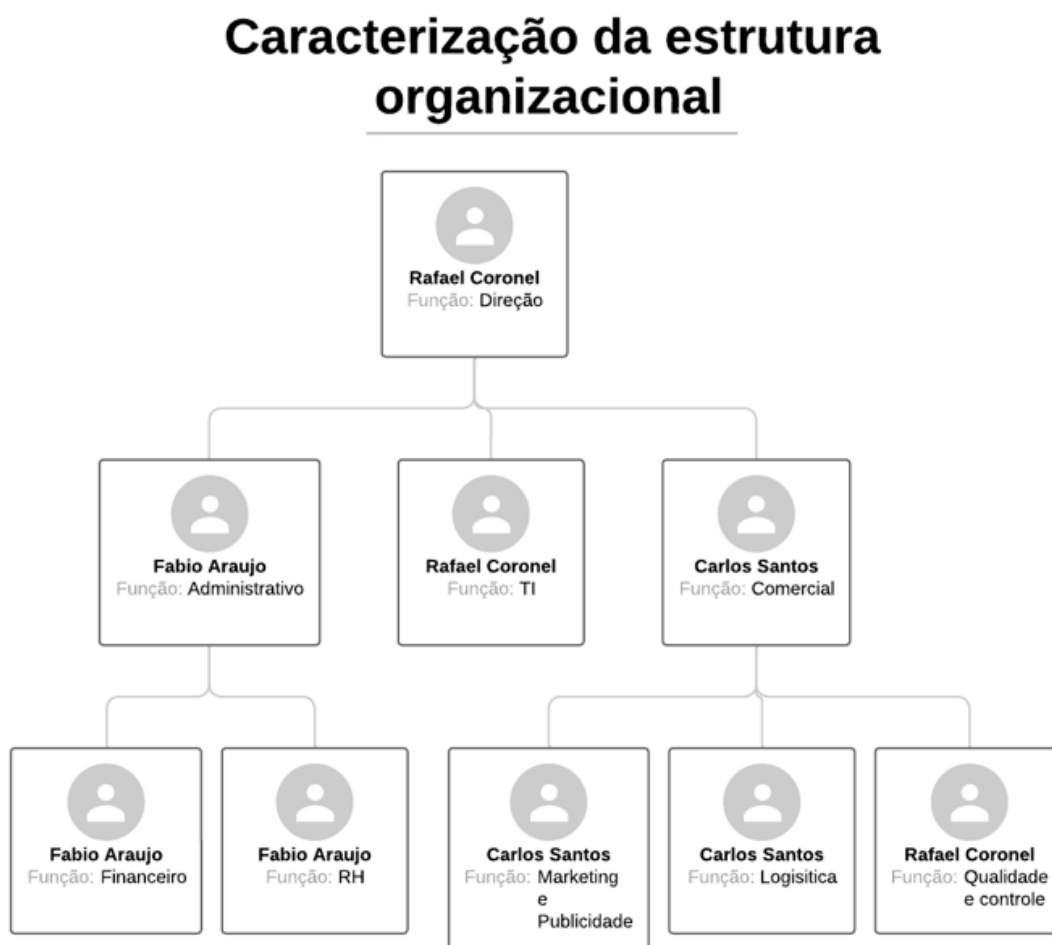 Caracterização da estrutura
organizacional
Rafael Coronel
Função: Direção
Fabio Araujo
Função: Administrativo
Rafael Coronel
Função: TI
Carlos Santos
Função: Comercial
Fabio Araujo
Função: Financeiro
Fabio Araujo
Função: RH
Carlos Santos
Função: Marketing
e
Publicidade
Carlos Santos
Função: Logisitica
Rafael Coronel
Função: Qualidade
e controle